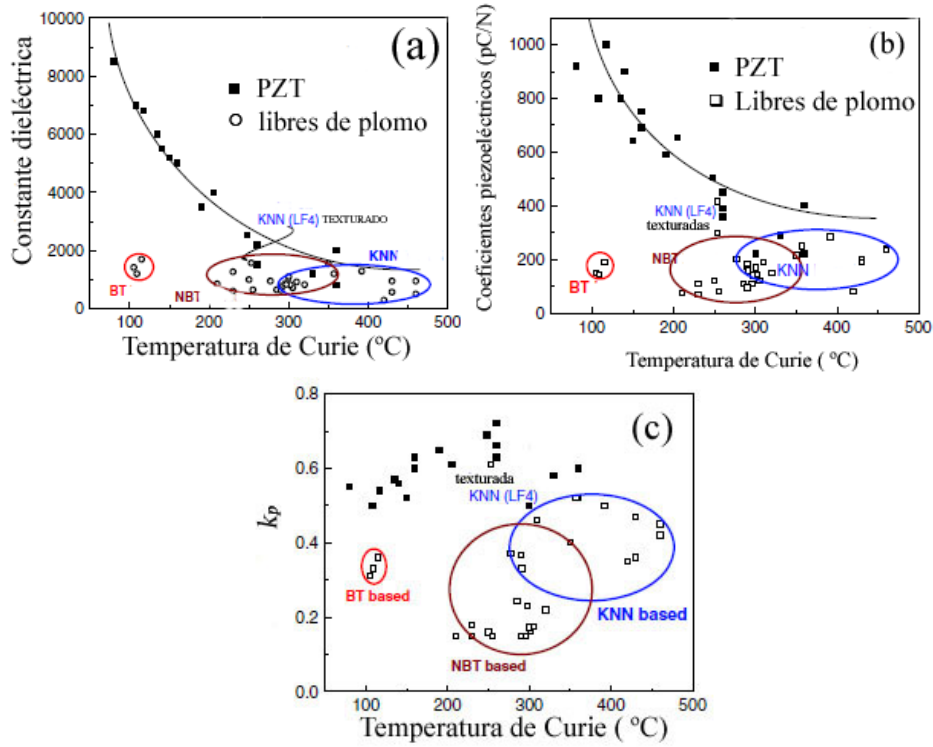 10000
8000
6000
4000
2000
0
Constante dieléctrica
(a)
PZT
libres de plomo
KNN (LF4) TEXTURADO
KNN
BT
NBT
100
200
300
400
500
Temperatura de Curie (ºC)
1000
800
600
400
200
0
Coeficientes piezoeléctricos (pC/N)
(b)
PZT
Libres de plomo
KNN (LF4)
texturadas
NBT
KNN
BT
0
100
200
300
400
500
Temperatura de Curie ( ºC)
0.8
0.6
0.4
0.2
0.0
kp
(c)
texturada
KNN (LF4)
BT based
NBT based
KNN based
100
200
300
400
500
600
Temperatura de Curie ( ºC)